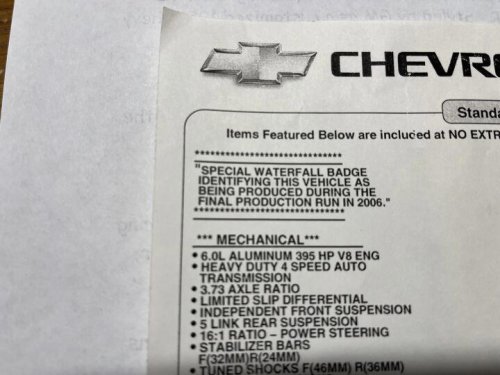 CHEVRO
Standa
Items Featured Below are included at NO EXTR
******************************
"SPECIAL WATERFALL BADGE
IDENTIFYING THIS VEHICLE AS
BEING PRODUCED DURING THE
FINAL PRODUCTION RUN IN 2006."
******************************
*** MECHANICAL***
• 6.0L ALUMINUM 395 HP V8 ENG
• HEAVY DUTY 4 SPEED AUTO
TRANSMISSION
• 3.73 AXLE RATIO
• LIMITED SLIP DIFFERENTIAL
• INDEPENDENT FRONT SUSPENSION
• 5 LINK REAR SUSPENSION
• 16:1 RATIO – POWER STEERING
• STABILIZER BARS
F(32MM)R(24MM)
• TUNED SHOCKS F(46MM) R(36MM)